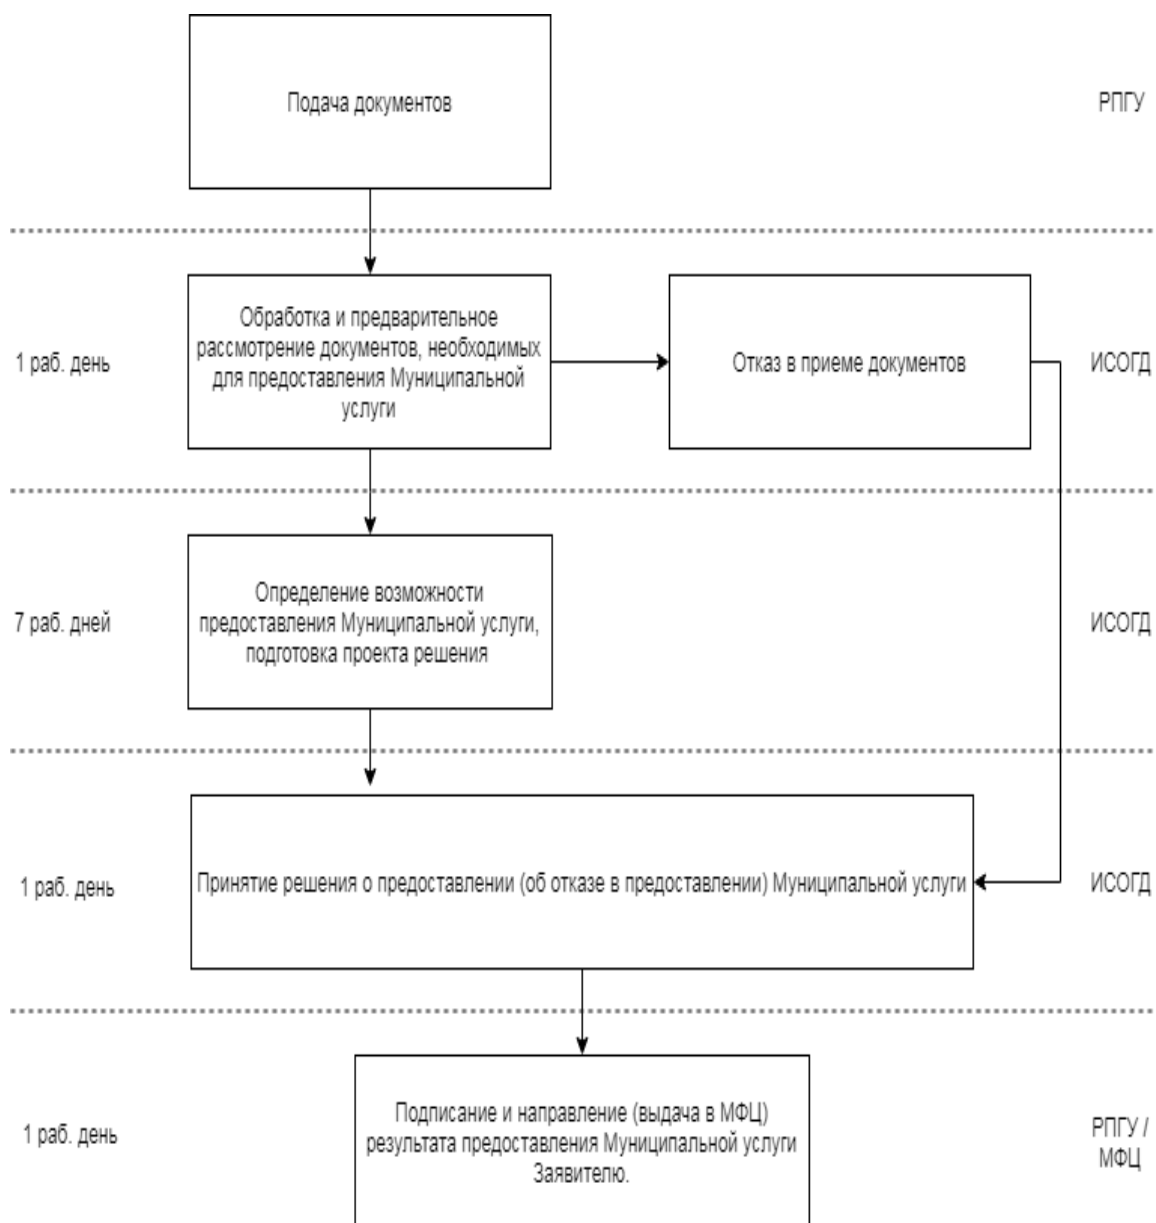 Подача документов
РПГУ
1 раб. день
Обработка и предварительное
рассмотрение документов, необходимых
для предоставления Муниципальной
услуги
Отказ в приеме документов
ИСОГД
7 раб. дней
Определение возможности
предоставления Муниципальной услуги,
подготовка проекта решения
ИСОГД
1 раб. день
Принятие решения о предоставлении (об отказе в предоставлении) Муниципальной услуги
ИСОГД
1 раб. день
Подписание и направление (выдача в МФЦ)
результата предоставления Муниципальной услуги
Заявителю.
РПГУ /
МФЦ